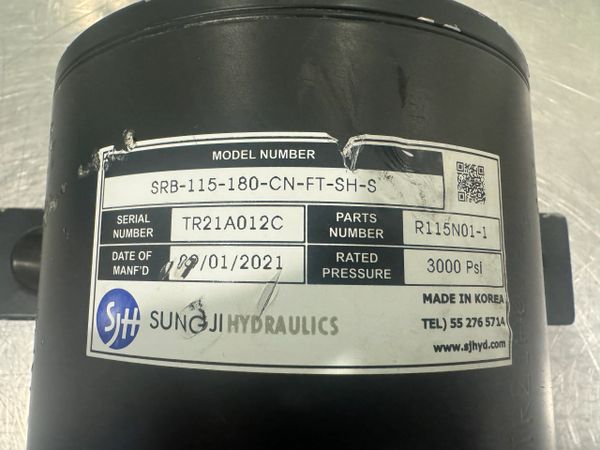 MODEL NUMBER
SRB-115-180-CN-FT-SH-S
SERIAL NUMBER TR21A012C
PARTS NUMBER R115N01-1
DATE OF MANF'D /01/2021
RATED PRESSURE 3000 Psi
SJH SUNGJI HYDRAULICS
MADE IN KOREA
TEL) 55 276 5714
www.sjhyd.com